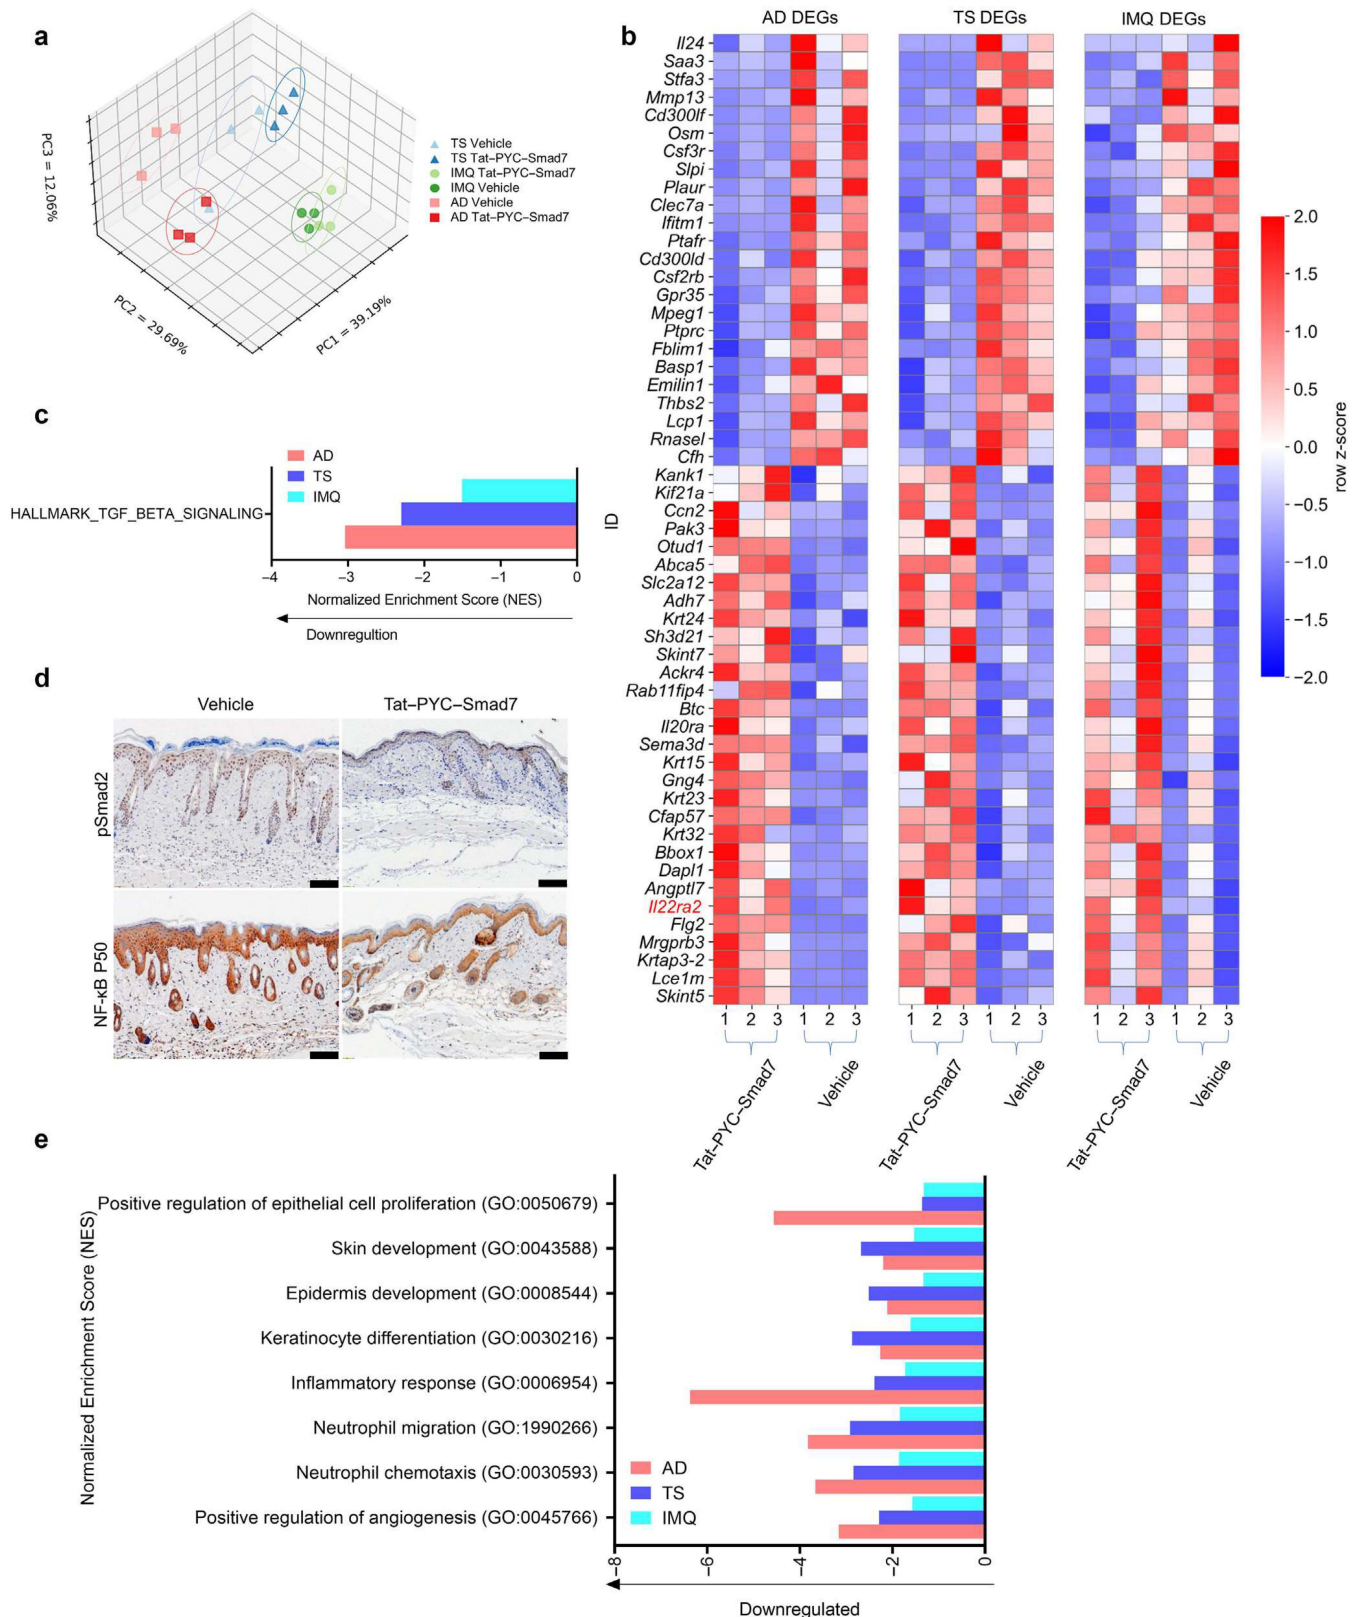 a
PC3 = 12.06%
PC2 = 29.69%
PC1 = 39.19%
TS Vehicle
TS Tat–PYC–Smad7
IMQ Tat–PYC–Smad7
IMQ Vehicle
AD Vehicle
AD Tat–PYC–Smad7
b
AD DEGs
TS DEGs
IMQ DEGs
Il24
Saa3
Stfa3
Mmp13
Cd300lf
Osm
Csf3r
Slpi
Plaur
Clec7a
Ifitm1
Ptafr
Cd300ld
Csf2rb
Gpr35
Mpeg1
Ptprc
Fblim1
Basp1
Emilin1
Thbs2
Lcp1
Rnasel
Cfh
Kank1
Kif21a
Ccn2
Pak3
Otud1
Abca5
Slc2a12
Adh7
Krt24
Sh3d21
Skint7
Ackr4
Rab11fip4
Btc
Il20ra
Sema3d
Krt15
Gng4
Krt23
Cfap57
Krt32
Bbox1
Dapl1
Angptl7
Il22ra2
Flg2
Mrgprb3
Krtap3-2
Lce1m
Skint5
ID
1 2 3 1 2 3
1 2 3 1 2 3
1 2 3 1 2 3
Tat–PYC–Smad7
Vehicle
Tat–PYC–Smad7
Vehicle
Tat–PYC–Smad7
Vehicle
2.0
1.5
1.0
0.5
0.0
−0.5
−1.0
−1.5
−2.0
row z-score
c
AD
TS
IMQ
HALLMARK_TGF_BETA_SIGNALING
−4 −3 −2 −1 0
Normalized Enrichment Score (NES)
Downregultion
d
Vehicle
Tat–PYC–Smad7
pSmad2
NF-κB P50
e
Normalized Enrichment Score (NES)
Positive regulation of epithelial cell proliferation (GO:0050679)
Skin development (GO:0043588)
Epidermis development (GO:0008544)
Keratinocyte differentiation (GO:0030216)
Inflammatory response (GO:0006954)
Neutrophil migration (GO:1990266)
Neutrophil chemotaxis (GO:0030593)
Positive regulation of angiogenesis (GO:0045766)
AD
TS
IMQ
−8 −6 −4 −2 0
Downregulated